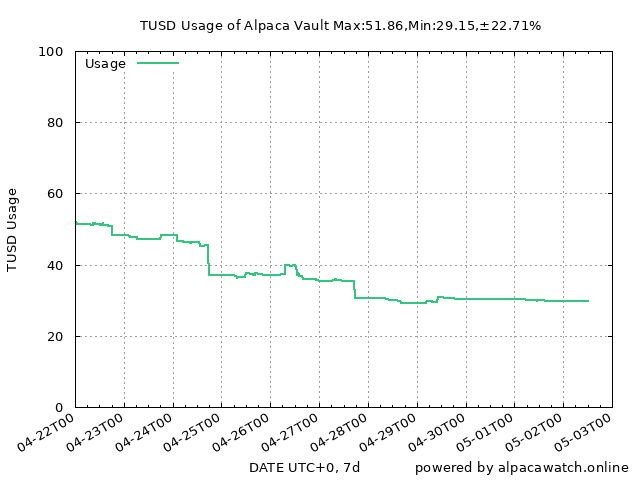 TUSD Usage of Alpaca Vault Max:51.86,Min:29.15,±22.71%
Usage
TUSD Usage
100
80
60
40
20
0
04-22T00
04-23T00
04-24T00
04-25T00
04-26T00
04-27T00
04-28T00
04-29T00
04-30T00
05-01T00
05-02T00
05-03T00
DATE UTC+0, 7d
powered by alpacawatch.online